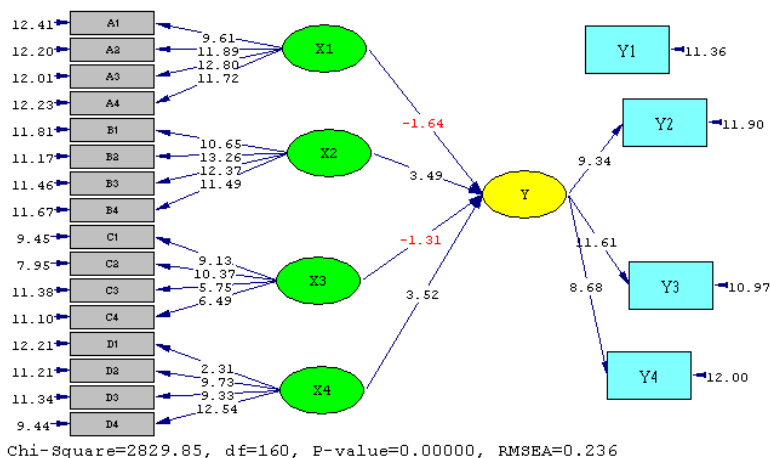 12.41 A1
12.20 A2
12.01 A3
12.23 A4
11.81 B1
11.17 B2
11.46 B3
11.67 B4
9.45 C1
7.95 C2
11.38 C3
11.10 C4
12.21 D1
11.21 D2
11.34 D3
9.44 D4
9.61
11.89
12.80
11.72
10.65
13.26
12.37
11.49
9.13
10.37
5.75
6.49
2.31
9.73
9.33
12.54
X1
X2
X3
X4
-1.64
3.49
-1.31
3.52
Y
9.34
11.61
8.68
Y1 11.36
Y2 11.90
Y3 10.97
Y4 12.00
Chi-Square=2829.85, df=160, P-value=0.00000, RMSEA=0.236